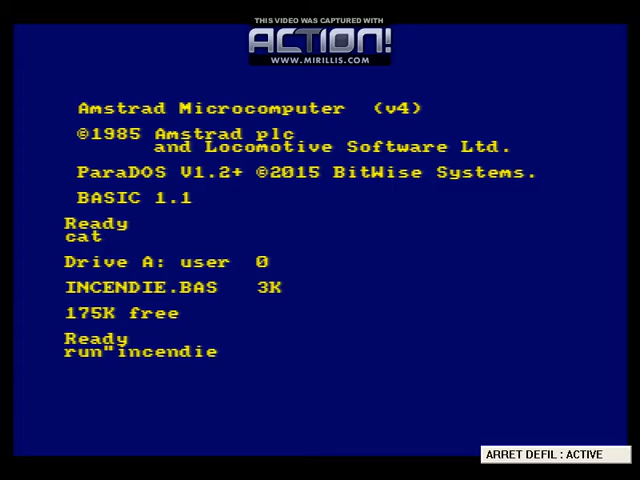 THIS VIDEO WAS CAPTURED WITH
ACTION!
WWW.MIRILLIS.COM
Amstrad Microcomputer (v4)
©1985 Amstrad plc
and Locomotive Software Ltd.
ParaDOS V1.2+ ©2015 BitWise Systems.
BASIC 1.1
Ready
cat
Drive A: user 0
INCENDIE.BAS 3K
175K free
Ready
run"incendie
ARRET DEFIL : ACTIVE